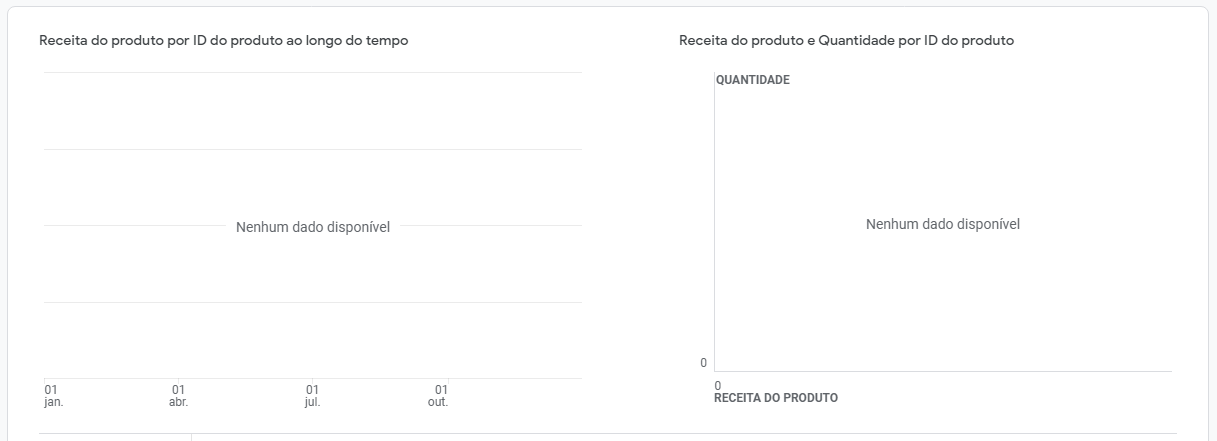 Receita do produto por ID do produto ao longo do tempo
Nenhum dado disponível
01 jan.
01 abr.
01 jul.
01 out.
Receita do produto e Quantidade por ID do produto
QUANTIDADE
Nenhum dado disponível
0
0
RECEITA DO PRODUTO